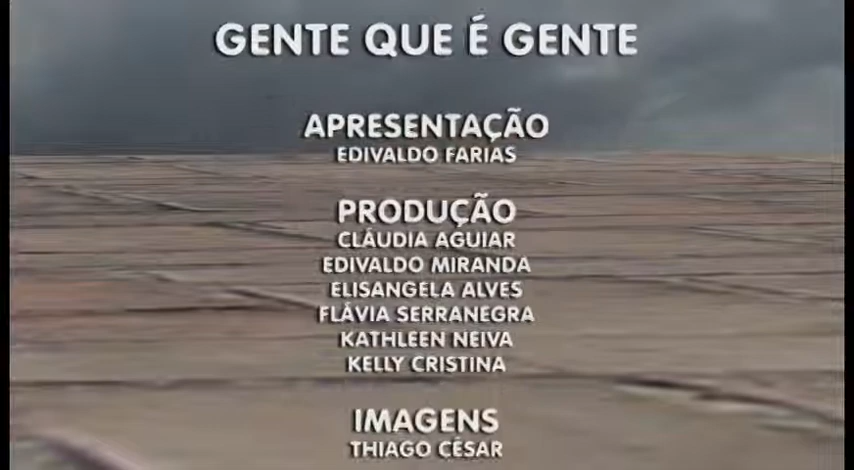 GENTE QUE É GENTE
APRESENTAÇÃO
EDIVALDO FARIAS
PRODUÇÃO
CLÁUDIA AGUIAR
EDIVALDO MIRANDA
ELISANGELA ALVES
FLÁVIA SERRANEGRA
KATHLEEN NEIVA
KELLY CRISTINA
IMAGENS
THIAGO CÉSAR